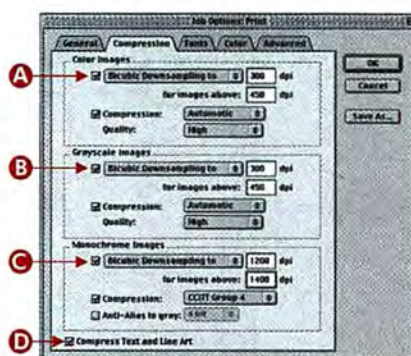 Job Options: Print
General Compression Fonts Color Advanced
Color Images
A Bicubic Downsampling to 300 dpi
for images above: 450 dpi
Compression: Automatic
Quality: High
Grayscale Images
B Bicubic Downsampling to 300 dpi
for images above: 450 dpi
Compression: Automatic
Quality: High
Monochrome Images
C Bicubic Downsampling to 1200 dpi
for images above: 1400 dpi
Compression: CCITT Group 4
Anti-Alias to gray: 4 bit
D Compress Text and Line Art
OK
Cancel
Save As...